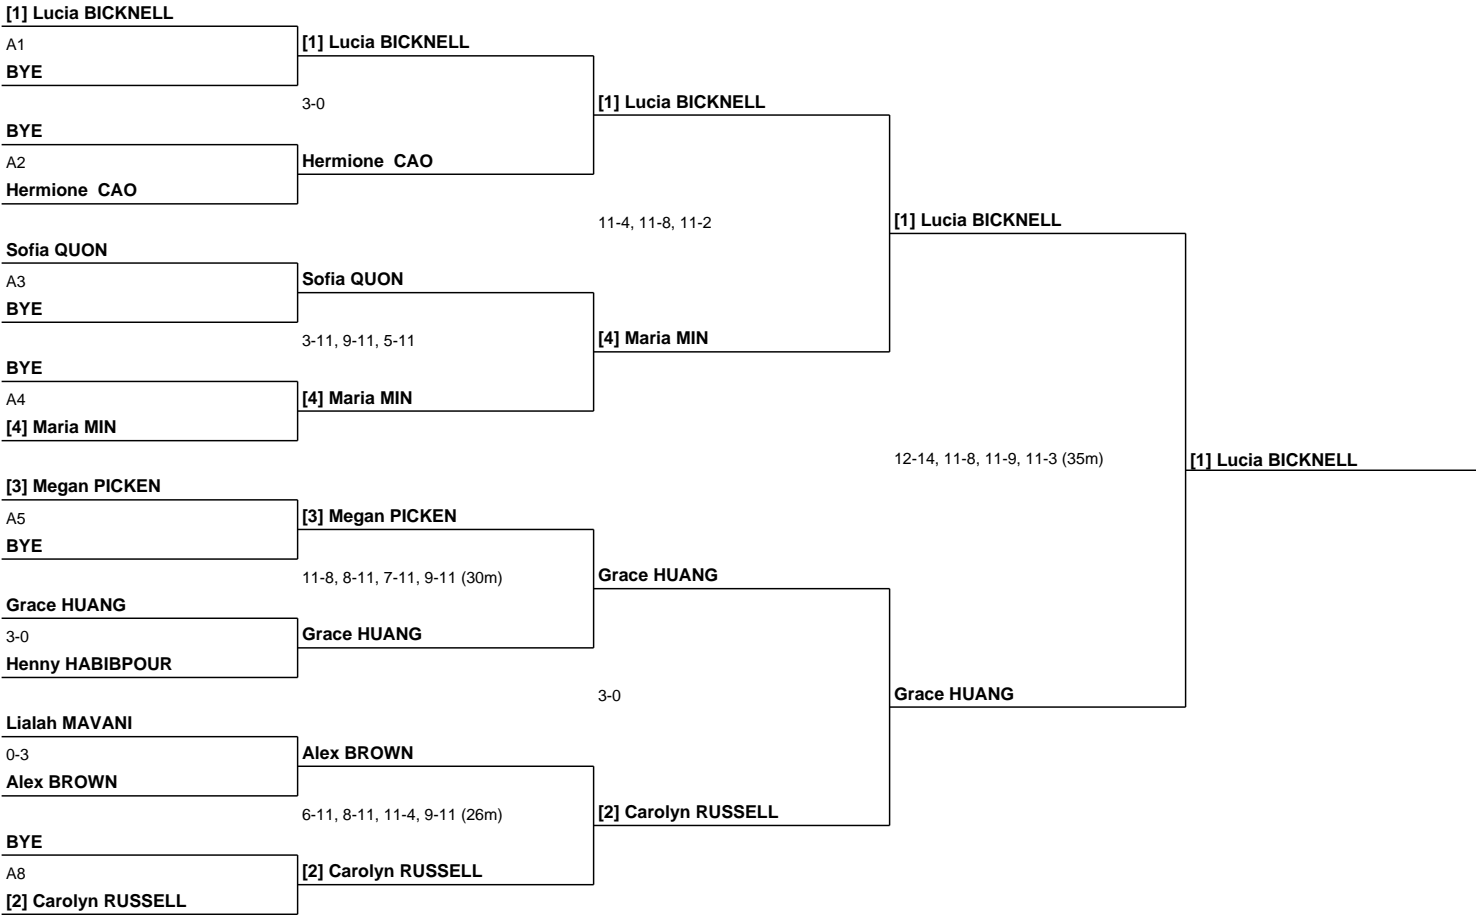 [1] Lucia BICKNELL
A1
BYE
BYE
A2
Hermione  CAO
Sofia QUON
A3
BYE
BYE
A4
[4] Maria MIN
[3] Megan PICKEN
A5
BYE
Grace HUANG
3-0
Henny HABIBPOUR
Lialah MAVANI
0-3
Alex BROWN
BYE
A8
[2] Carolyn RUSSELL
[1] Lucia BICKNELL
3-0
Hermione  CAO
Sofia QUON
3-11, 9-11, 5-11
[4] Maria MIN
[3] Megan PICKEN
11-8, 8-11, 7-11, 9-11 (30m)
Grace HUANG
Alex BROWN
6-11, 8-11, 11-4, 9-11 (26m)
[2] Carolyn RUSSELL
[1] Lucia BICKNELL
11-4, 11-8, 11-2
[4] Maria MIN
Grace HUANG
3-0
[2] Carolyn RUSSELL
[1] Lucia BICKNELL
12-14, 11-8, 11-9, 11-3 (35m)
Grace HUANG
[1] Lucia BICKNELL